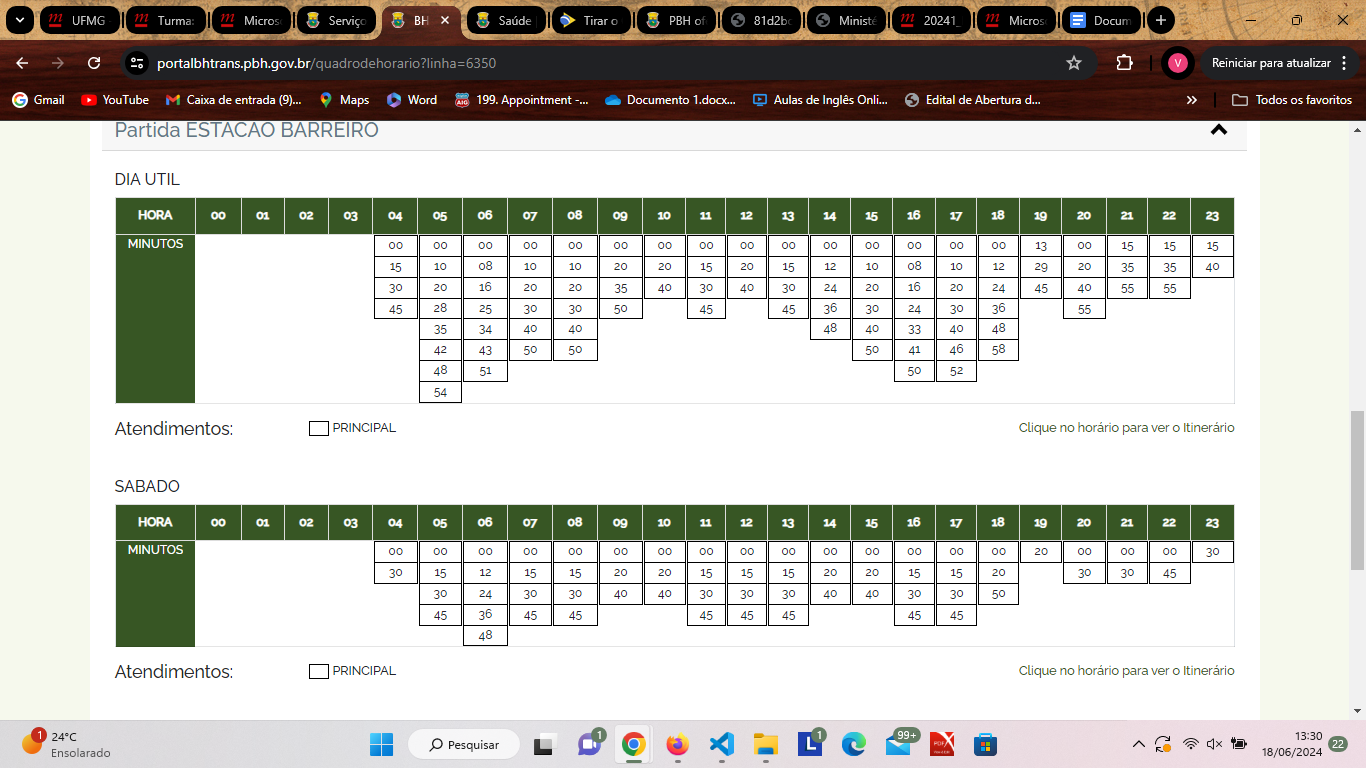 UFMG
Turma:
Micros
Serviço
BH
Saúde
Tirar o
PBH of
81d2bc
Ministé
20241_
Micros
Docum
portalbhtrans.pbh.gov.br/quadrodehorario?linha=6350
V
Reiniciar para atualizar
Gmail YouTube Caixa de entrada (9)... Maps Word 199. Appointment -... Documento 1.docx... Aulas de Inglês Onli... Edital de Abertura d... » Todos os favoritos
Partida ESTACAO BARREIRO
DIA UTIL
HORA 00 01 02 03 04 05 06 07 08 09 10 11 12 13 14 15 16 17 18 19 20 21 22 23
MINUTOS 00 00 00 00 00 00 00 00 00 00 00 00 00 00 00 13 00 15 15 15
15 10 08 10 10 20 20 15 20 15 12 10 08 10 12 29 20 35 35 40
30 20 16 20 20 35 40 30 40 30 24 20 16 20 24 45 40 55 55
45 28 25 30 30 50 45 45 36 30 24 30 36 55
35 34 40 40 48 40 33 40 48
42 43 50 50 50 41 46 58
48 51 50 52
54
Atendimentos: PRINCIPAL Clique no horário para ver o Itinerário
SABADO
HORA 00 01 02 03 04 05 06 07 08 09 10 11 12 13 14 15 16 17 18 19 20 21 22 23
MINUTOS 00 00 00 00 00 00 00 00 00 00 00 00 00 00 00 20 00 00 00 30
30 15 12 15 15 20 20 15 15 15 20 20 15 15 20 30 30 45
30 24 30 30 40 40 30 30 30 40 40 30 30 50
45 36 45 45 45 45 45 45 45
48
Atendimentos: PRINCIPAL Clique no horário para ver o Itinerário
1
24°C
Ensolarado
Pesquisar
1
L 1
99+
PDF
13:30
18/06/2024
22